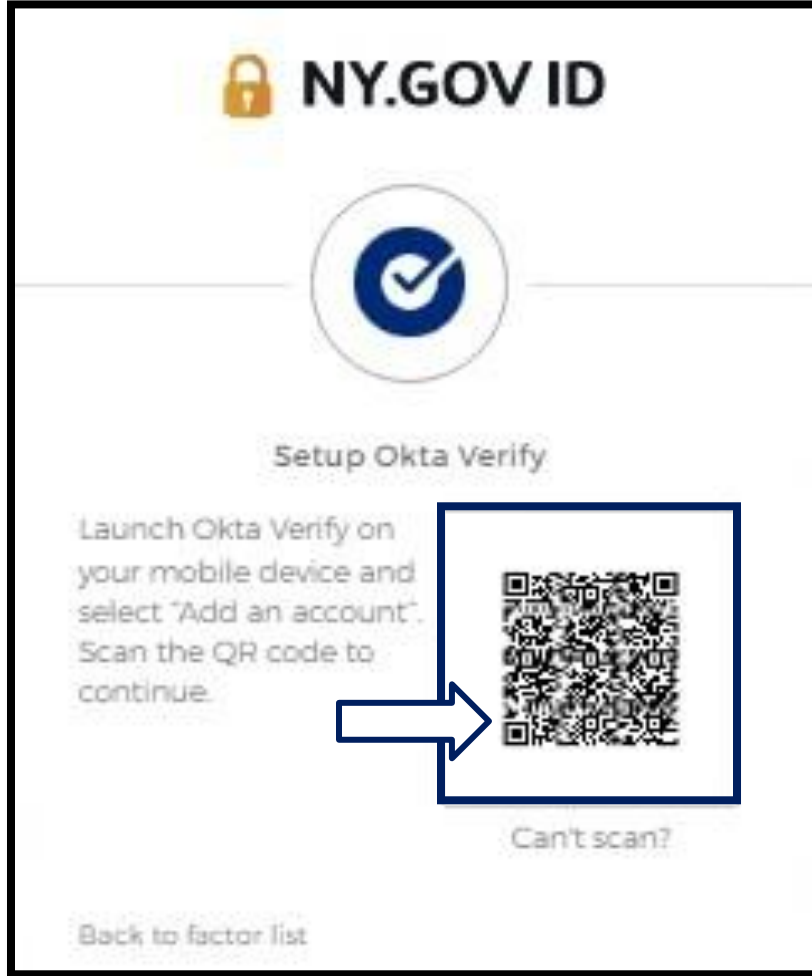 NY.GOV ID
Setup Okta Verify
Launch Okta Verify on
your mobile device and
select "Add an account".
Scan the QR code to
continue.
Can't scan?
Back to factor list